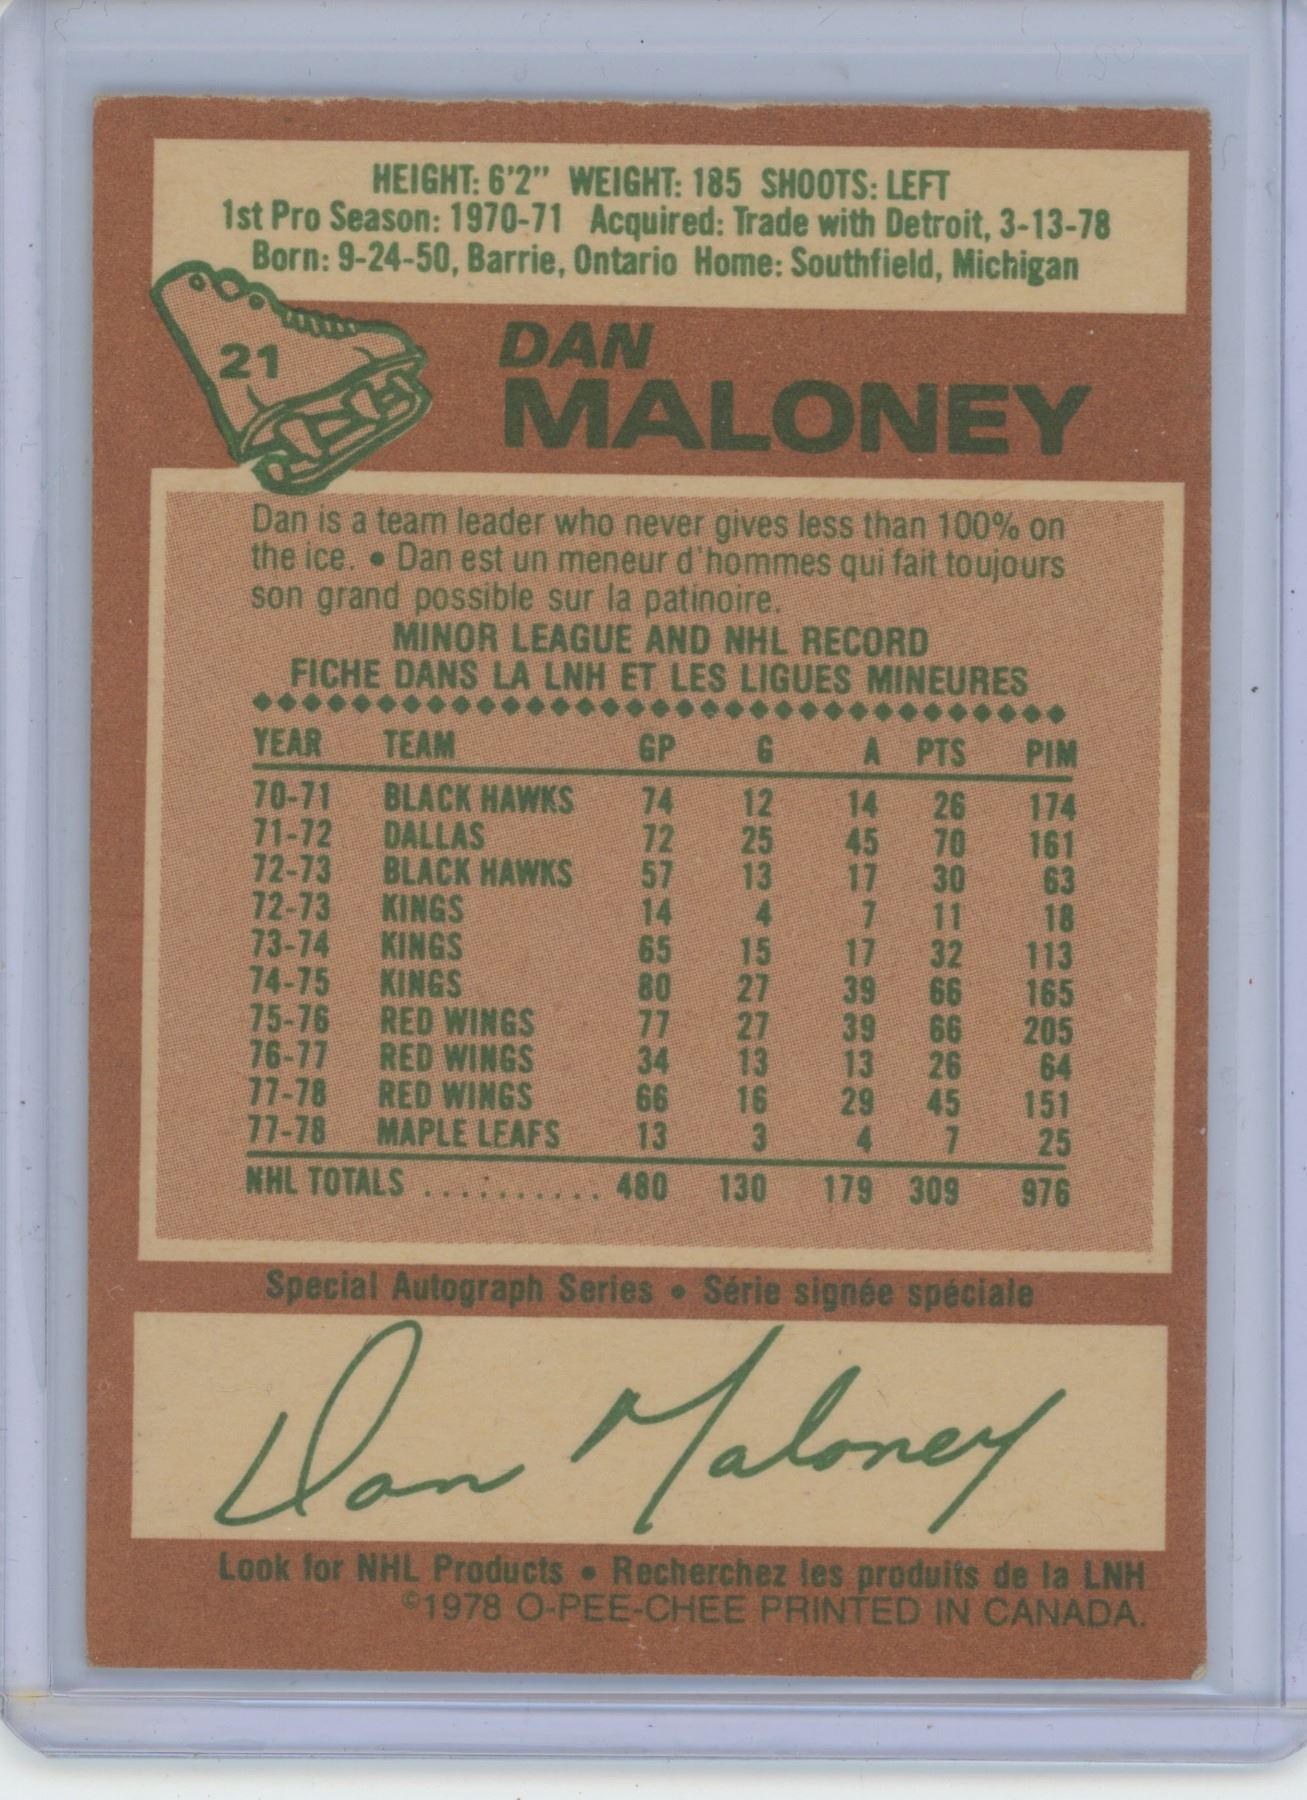 HEIGHT: 6'2" WEIGHT: 185 SHOOTS: LEFT
1st Pro Season: 1970-71 Acquired: Trade with Detroit, 3-13-78
Born: 9-24-50, Barrie, Ontario Home: Southfield, Michigan
21
DAN
MALONEY
Dan is a team leader who never gives less than 100% on
the ice. • Dan est un meneur d'hommes qui fait toujours
son grand possible sur la patinoire.
MINOR LEAGUE AND NHL RECORD
FICHE DANS LA LNH ET LES LIGUES MINEURES
YEAR TEAM GP G A PTS PIM
70-71 BLACK HAWKS 74 12 14 26 174
71-72 DALLAS 72 25 45 70 161
72-73 BLACK HAWKS 57 13 17 30 63
72-73 KINGS 14 4 7 11 18
73-74 KINGS 65 15 17 32 113
74-75 KINGS 80 27 39 66 165
75-76 RED WINGS 77 27 39 66 205
76-77 RED WINGS 34 13 13 26 64
77-78 RED WINGS 66 16 29 45 151
77-78 MAPLE LEAFS 13 3 4 7 25
NHL TOTALS .......... 480 130 179 309 976
Special Autograph Series • Série signée spéciale
Dan Maloney
Look for NHL Products • Recherchez les produits de la LNH
©1978 O-PEE-CHEE PRINTED IN CANADA.